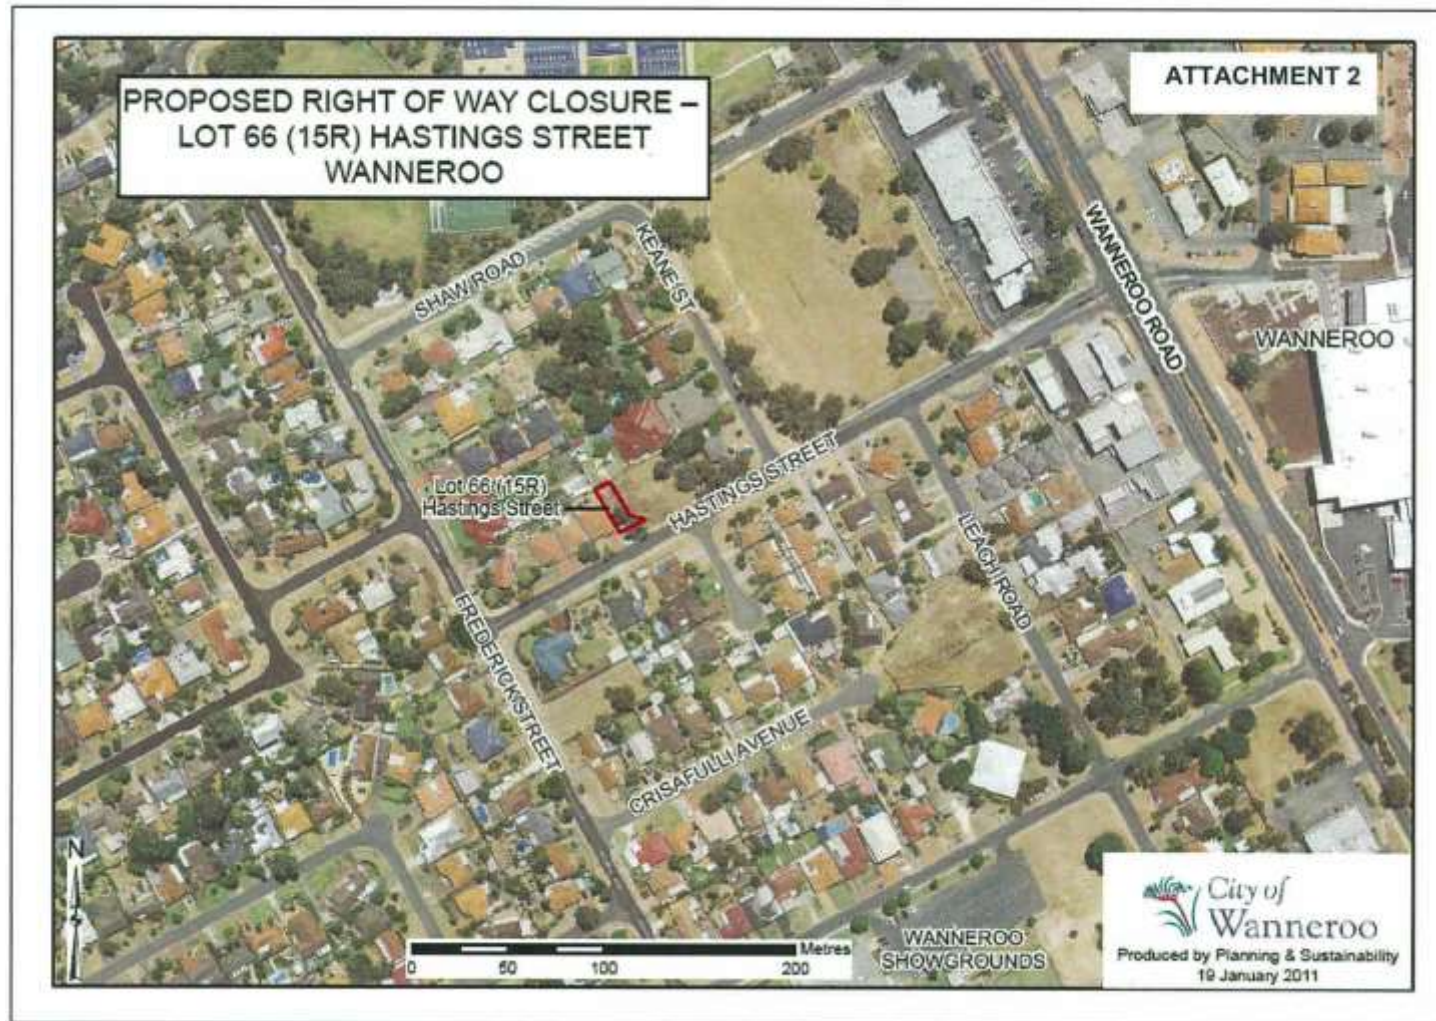 PROPOSED RIGHT OF WAY CLOSURE –
LOT 66 (15R) HASTINGS STREET
WANNEROO
ATTACHMENT 2
SHAW ROAD
KEANE ST
WANNEROO ROAD
WANNEROO
Lot 66 (15R)
Hastings Street
HASTINGS STREET
LEACH ROAD
FREDERICK STREET
CRISAFULLI AVENUE
N
Metres
0 50 100 200
WANNEROO
SHOWGROUNDS
City of
Wanneroo
Produced by Planning & Sustainability
19 January 2011